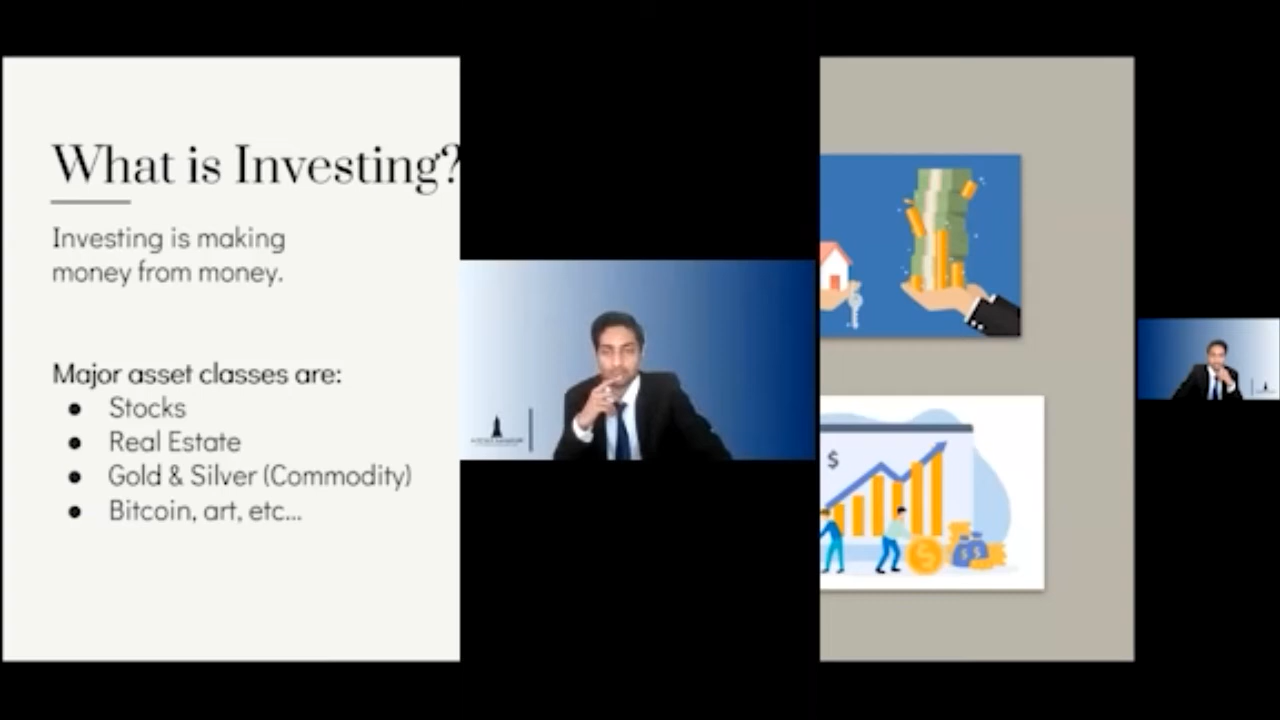 What is Investing?
Investing is making
money from money.
Major asset classes are:
● Stocks
● Real Estate
● Gold & Silver (Commodity)
● Bitcoin, art, etc...
$
$
$ $